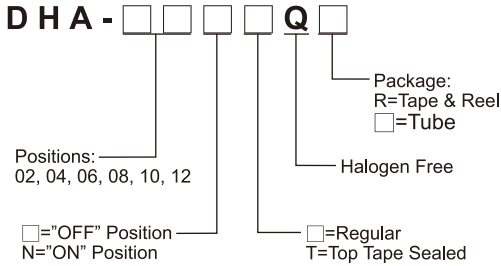 DHA-□□□□Q□
Package:
R=Tape & Reel
□=Tube
Positions:
02, 04, 06, 08, 10, 12
Halogen Free
□="OFF" Position
N="ON" Position
□=Regular
T=Top Tape Sealed